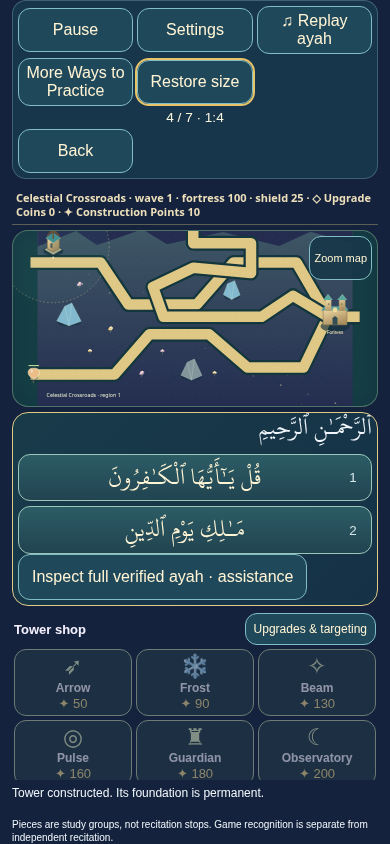 Pause
Settings
♫ Replay ayah
More Ways to Practice
Restore size
4 / 7 · 1:4
Back
Celestial Crossroads · wave 1 · fortress 100 · shield 25 · ◇ Upgrade Coins 0 · ✦ Construction Points 10
Zoom map
Fortress
Celestial Crossroads · region 1
ٱلرَّحْمَـٰنِ ٱلرَّحِيمِ
قُلْ يَـٰٓأَيُّهَا ٱلْكَـٰفِرُونَ 1
مَـٰلِكِ يَوْمِ ٱلدِّينِ 2
Inspect full verified ayah · assistance
Tower shop
Upgrades & targeting
Arrow
✦ 50
Frost
✦ 90
Beam
✦ 130
Pulse
✦ 160
Guardian
✦ 180
Observatory
✦ 200
Tower constructed. Its foundation is permanent.
Pieces are study groups, not recitation stops. Game recognition is separate from independent recitation.